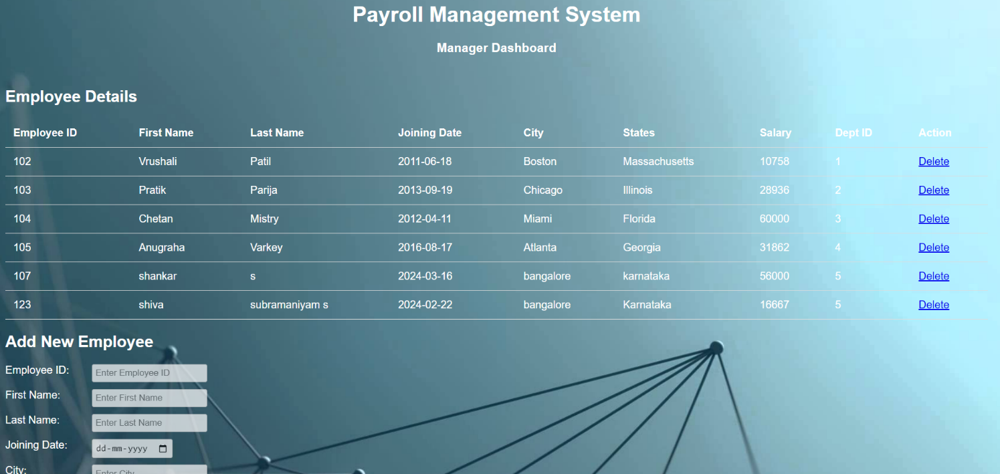 Payroll Management System
Manager Dashboard
Employee Details
Employee ID First Name Last Name Joining Date City States Salary Dept ID Action
102 Vrushali Patil 2011-06-18 Boston Massachusetts 10758 1 Delete
103 Pratik Parija 2013-09-19 Chicago Illinois 28936 2 Delete
104 Chetan Mistry 2012-04-11 Miami Florida 60000 3 Delete
105 Anugraha Varkey 2016-08-17 Atlanta Georgia 31862 4 Delete
107 shankar s 2024-03-16 bangalore karnataka 56000 5 Delete
123 shiva subramaniyam s 2024-02-22 bangalore Karnataka 16667 5 Delete
Add New Employee
Employee ID: Enter Employee ID
First Name: Enter First Name
Last Name: Enter Last Name
Joining Date: dd-mm-yyyy
City: Enter City